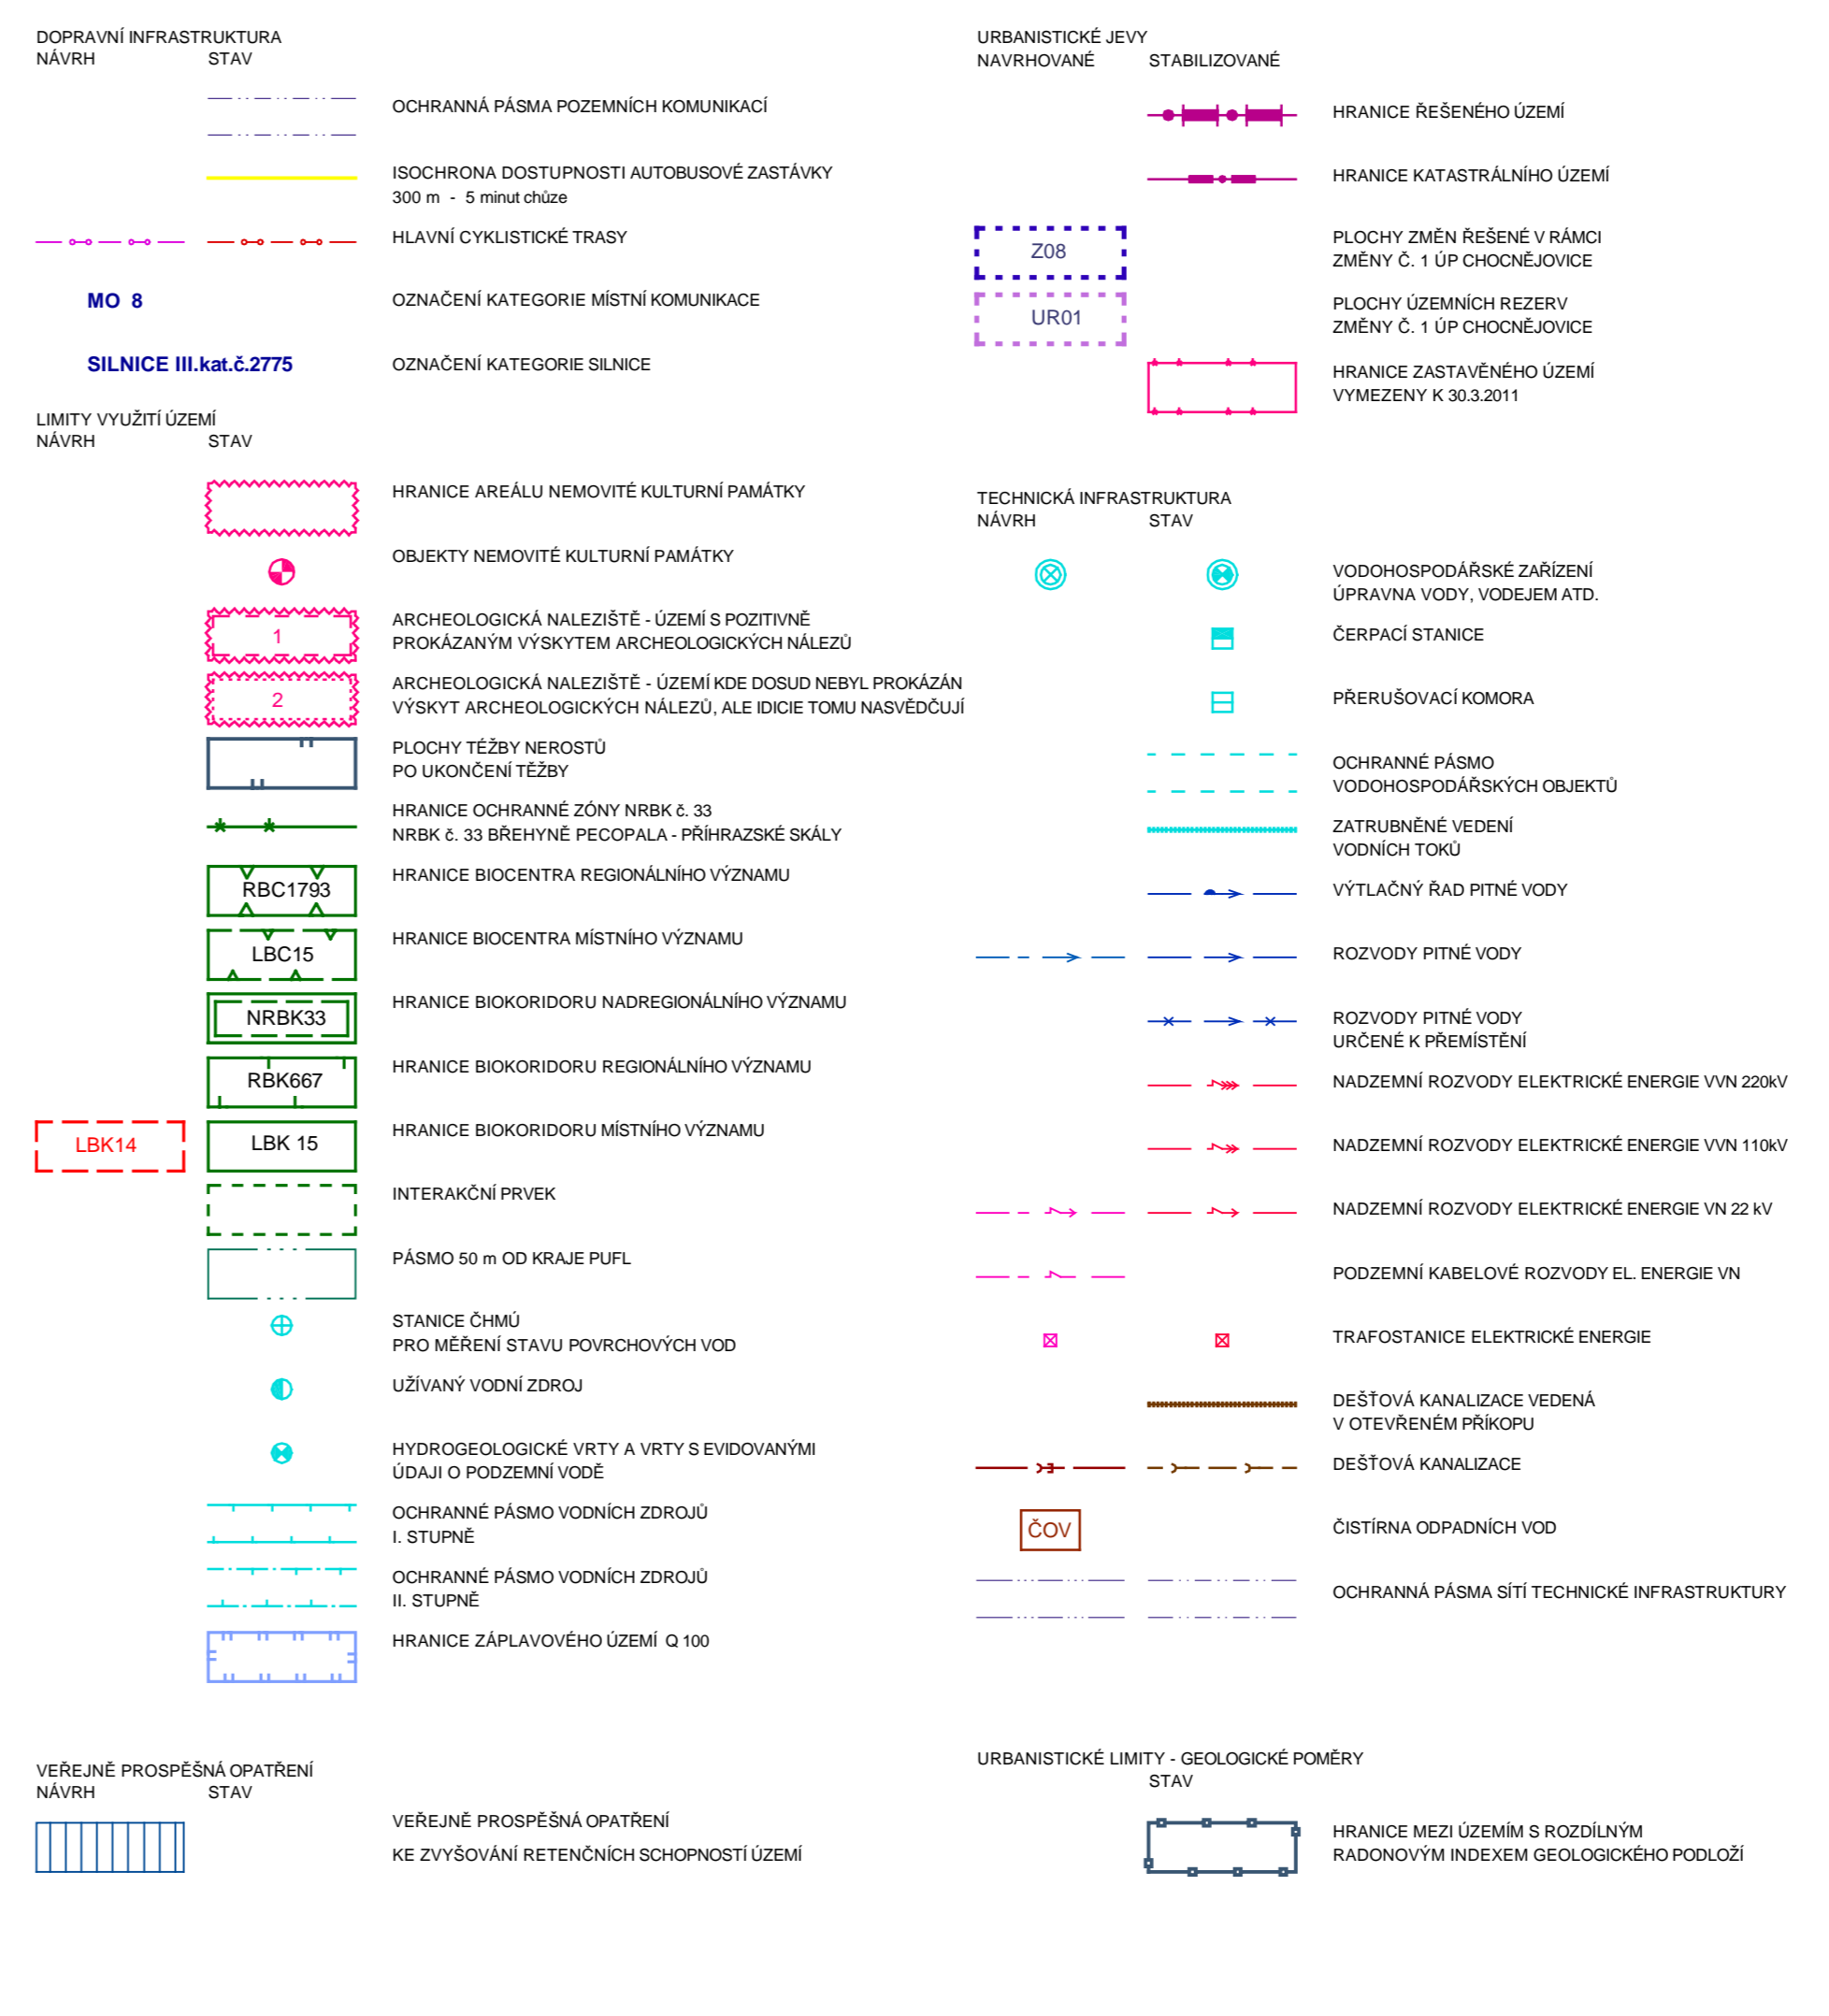 DOPRAVNÍ INFRASTRUKTURA
NÁVRH STAV
OCHRANNÁ PÁSMA POZEMNÍCH KOMUNIKACÍ
ISOCHRONA DOSTUPNOSTI AUTOBUSOVÉ ZASTÁVKY
300 m - 5 minut chůze
HLAVNÍ CYKLISTICKÉ TRASY
MO 8 OZNAČENÍ KATEGORIE MÍSTNÍ KOMUNIKACE
SILNICE III.kat.č.2775 OZNAČENÍ KATEGORIE SILNICE
LIMITY VYUŽITÍ ÚZEMÍ
NÁVRH STAV
HRANICE AREÁLU NEMOVITÉ KULTURNÍ PAMÁTKY
OBJEKTY NEMOVITÉ KULTURNÍ PAMÁTKY
1 ARCHEOLOGICKÁ NALEZIŠTĚ - ÚZEMÍ S POZITIVNĚ
PROKÁZANÝM VÝSKYTEM ARCHEOLOGICKÝCH NÁLEZŮ
2 ARCHEOLOGICKÁ NALEZIŠTĚ - ÚZEMÍ KDE DOSUD NEBYL PROKÁZÁN
VÝSKYT ARCHEOLOGICKÝCH NÁLEZŮ, ALE IDICIE TOMU NASVĚDČUJÍ
PLOCHY TÉŽBY NEROSTŮ
PO UKONČENÍ TĚŽBY
HRANICE OCHRANNÉ ZÓNY NRBK č. 33
NRBK č. 33 BŘEHYNĚ PECOPALA - PŘÍHRAZSKÉ SKÁLY
RBC1793 HRANICE BIOCENTRA REGIONÁLNÍHO VÝZNAMU
LBC15 HRANICE BIOCENTRA MÍSTNÍHO VÝZNAMU
NRBK33 HRANICE BIOKORIDORU NADREGIONÁLNÍHO VÝZNAMU
RBK667 HRANICE BIOKORIDORU REGIONÁLNÍHO VÝZNAMU
LBK14 LBK 15 HRANICE BIOKORIDORU MÍSTNÍHO VÝZNAMU
INTERAKČNÍ PRVEK
PÁSMO 50 m OD KRAJE PUFL
STANICE ČHMÚ
PRO MĚŘENÍ STAVU POVRCHOVÝCH VOD
UŽÍVANÝ VODNÍ ZDROJ
HYDROGEOLOGICKÉ VRTY A VRTY S EVIDOVANÝMI
ÚDAJI O PODZEMNÍ VODĚ
OCHRANNÉ PÁSMO VODNÍCH ZDROJŮ
I. STUPNĚ
OCHRANNÉ PÁSMO VODNÍCH ZDROJŮ
II. STUPNĚ
HRANICE ZÁPLAVOVÉHO ÚZEMÍ Q 100
VEŘEJNĚ PROSPĚŠNÁ OPATŘENÍ
NÁVRH STAV
VEŘEJNĚ PROSPĚŠNÁ OPATŘENÍ
KE ZVYŠOVÁNÍ RETENČNÍCH SCHOPNOSTÍ ÚZEMÍ
URBANISTICKÉ JEVY
NAVRHOVANÉ STABILIZOVANÉ
HRANICE ŘEŠENÉHO ÚZEMÍ
HRANICE KATASTRÁLNÍHO ÚZEMÍ
Z08 PLOCHY ZMĚN ŘEŠENÉ V RÁMCI
ZMĚNY Č. 1 ÚP CHOCNĚJOVICE
UR01 PLOCHY ÚZEMNÍCH REZERV
ZMĚNY Č. 1 ÚP CHOCNĚJOVICE
HRANICE ZASTAVĚNÉHO ÚZEMÍ
VYMEZENY K 30.3.2011
TECHNICKÁ INFRASTRUKTURA
NÁVRH STAV
VODOHOSPODÁŘSKÉ ZAŘÍZENÍ
ÚPRAVNA VODY, VODEJEM ATD.
ČERPACÍ STANICE
PŘERUŠOVACÍ KOMORA
OCHRANNÉ PÁSMO
VODOHOSPODÁŘSKÝCH OBJEKTŮ
ZATRUBNĚNÉ VEDENÍ
VODNÍCH TOKŮ
VÝTLAČNÝ ŘAD PITNÉ VODY
ROZVODY PITNÉ VODY
ROZVODY PITNÉ VODY
URČENÉ K PŘEMÍSTĚNÍ
NADZEMNÍ ROZVODY ELEKTRICKÉ ENERGIE VVN 220kV
NADZEMNÍ ROZVODY ELEKTRICKÉ ENERGIE VVN 110kV
NADZEMNÍ ROZVODY ELEKTRICKÉ ENERGIE VN 22 kV
PODZEMNÍ KABELOVÉ ROZVODY EL. ENERGIE VN
TRAFOSTANICE ELEKTRICKÉ ENERGIE
DEŠŤOVÁ KANALIZACE VEDENÁ
V OTEVŘENÉM PŘÍKOPU
DEŠŤOVÁ KANALIZACE
ČOV ČISTÍRNA ODPADNÍCH VOD
OCHRANNÁ PÁSMA SÍTÍ TECHNICKÉ INFRASTRUKTURY
URBANISTICKÉ LIMITY - GEOLOGICKÉ POMĚRY
STAV
HRANICE MEZI ÚZEMÍM S ROZDÍLNÝM
RADONOVÝM INDEXEM GEOLOGICKÉHO PODLOŽÍ